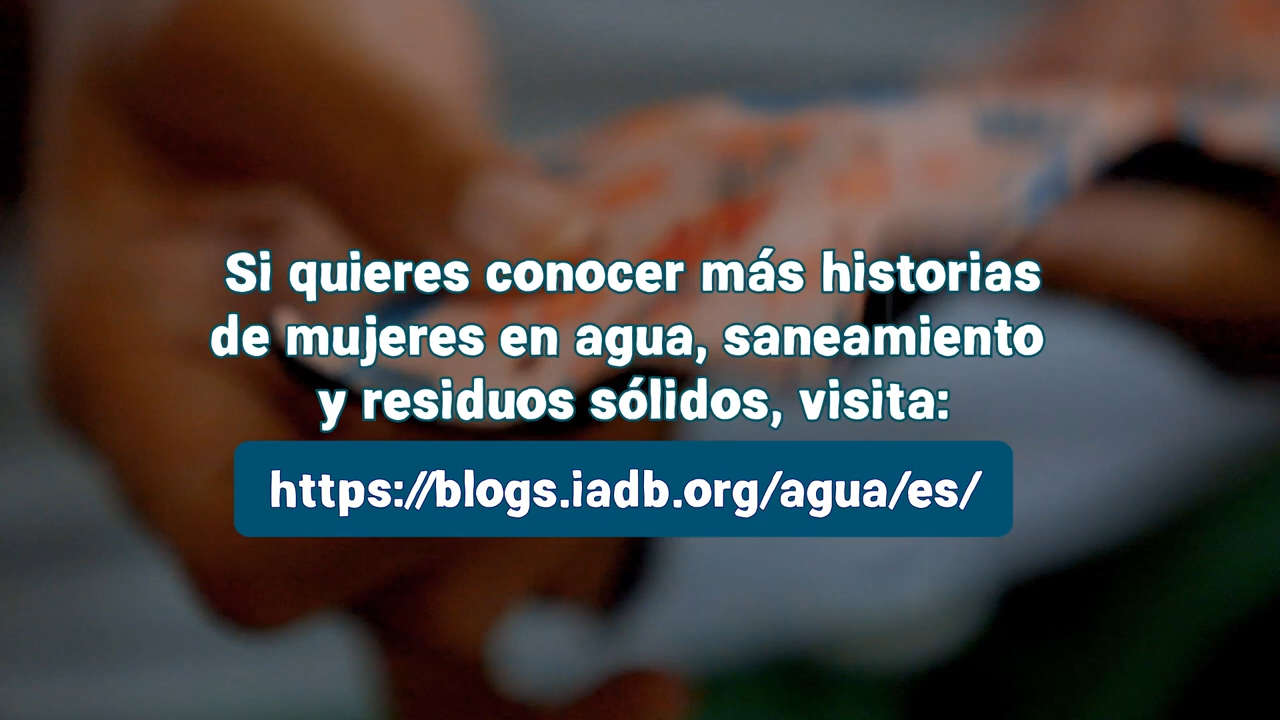 Si quieres conocer más historias
de mujeres en agua, saneamiento
y residuos sólidos, visita:
https://blogs.iadb.org/agua/es/